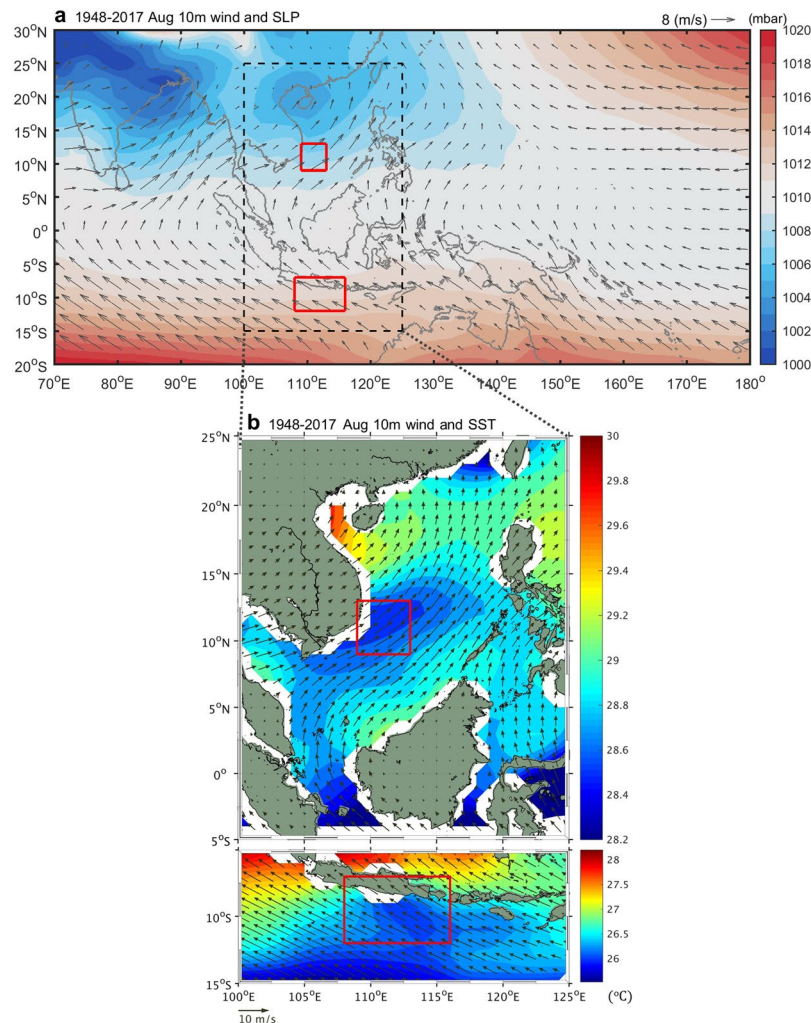 a 1948-2017 Aug 10m wind and SLP 8 (m/s) (mbar)
30°N
25°N
20°N
15°N
10°N
5°N
0°
5°S
10°S
15°S
20°S
70°E 80°E 90°E 100°E 110°E 120°E 130°E 140°E 150°E 160°E 170°E 180°
1020
1018
1016
1014
1012
1010
1008
1006
1004
1002
1000
b 1948-2017 Aug 10m wind and SST
25°N
20°N
15°N
10°N
5°N
0°
5°S
30
29.8
29.6
29.4
29.2
29
28.8
28.6
28.4
28.2
10°S
15°S
28
27.5
27
26.5
26
100°E 105°E 110°E 115°E 120°E 125°E (°C)
10 m/s